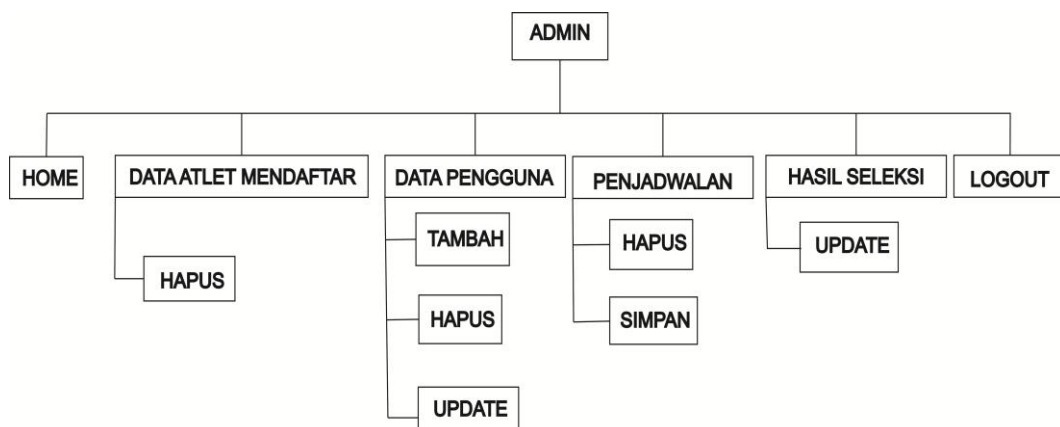 ADMIN
HOME
DATA ATLET MENDAFTAR
DATA PENGGUNA
PENJADWALAN
HASIL SELEKSI
LOGOUT
HAPUS
TAMBAH
HAPUS
UPDATE
HAPUS
SIMPAN
UPDATE